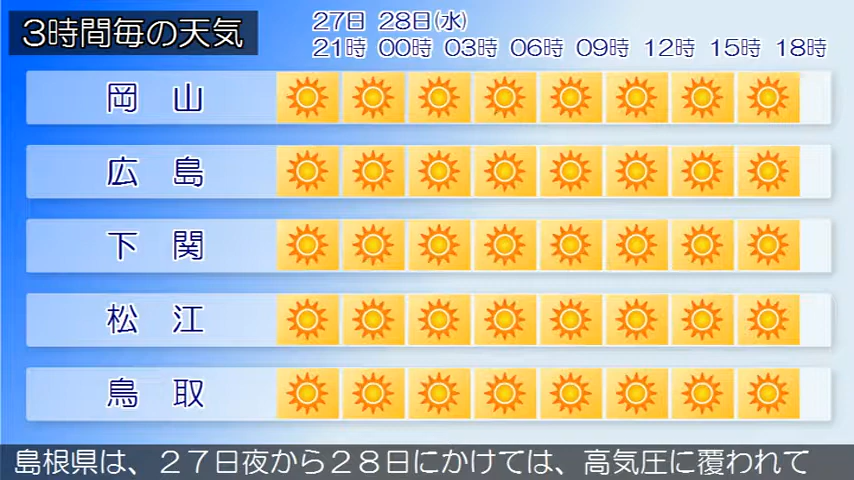 3時間毎の天気
27日 28日(水)
21時 00時 03時 06時 09時 12時 15時 18時
岡 山
広 島
下 関
松 江
鳥 取
島根県は、２７日夜から２８日にかけては、高気圧に覆われて